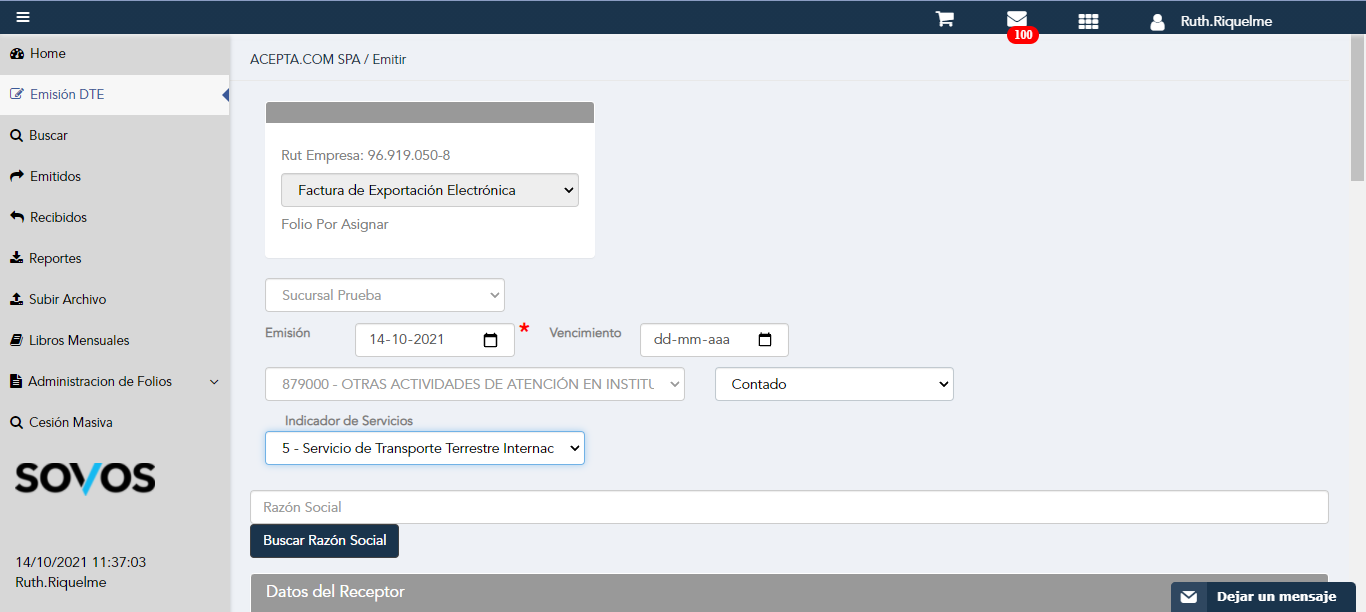 100
Ruth.Riquelme
Home
Emisión DTE
Buscar
Emitidos
Recibidos
Reportes
Subir Archivo
Libros Mensuales
Administracion de Folios
Cesión Masiva
SOVOS
14/10/2021 11:37:03
Ruth.Riquelme
ACEPTA.COM SPA / Emitir
Rut Empresa: 96.919.050-8
Factura de Exportación Electrónica
Folio Por Asignar
Sucursal Prueba
Emisión 14-10-2021 * Vencimiento dd-mm-aaa
879000 - OTRAS ACTIVIDADES DE ATENCIÓN EN INSTITU Contado
Indicador de Servicios
5 - Servicio de Transporte Terrestre Internac
Razón Social
Buscar Razón Social
Datos del Receptor
Dejar un mensaje